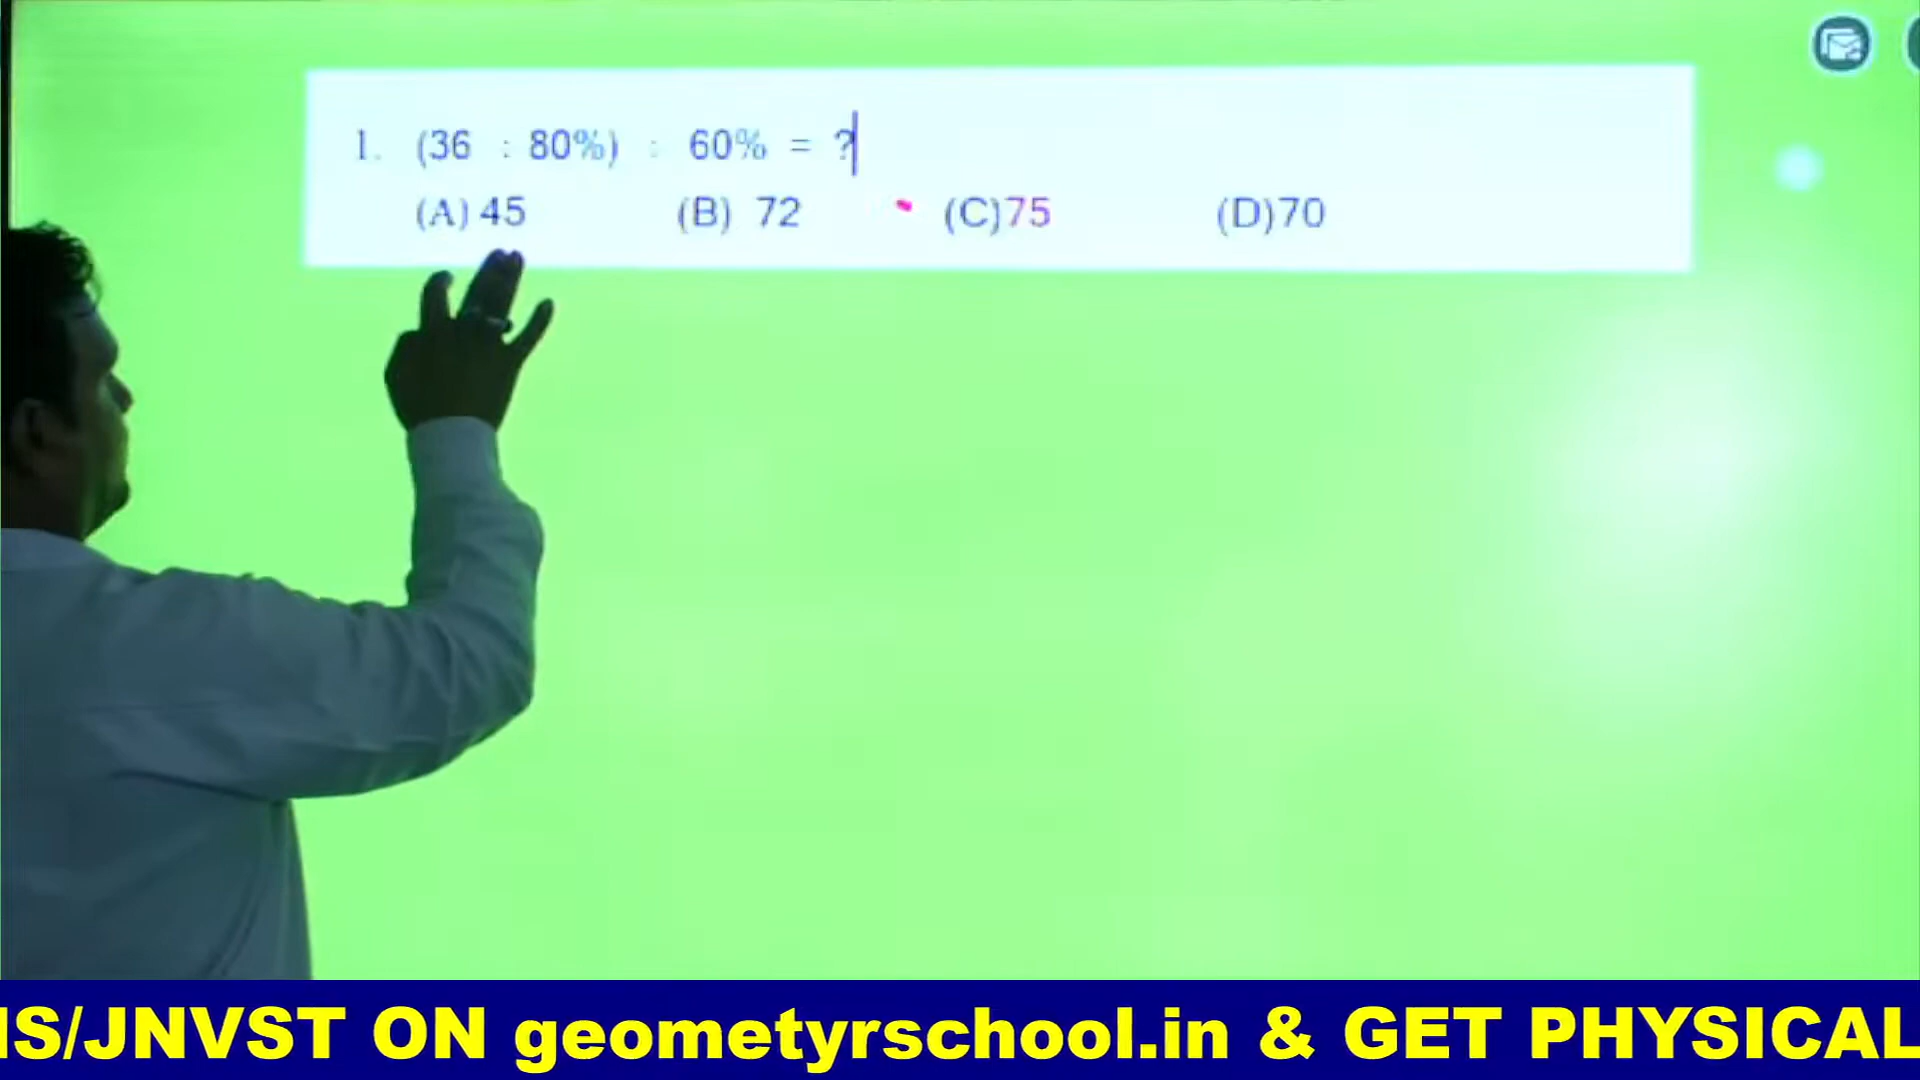 1. (36 : 80%) : 60% = ?
(A) 45 (B) 72 (C)75 (D)70
IS/JNVST ON geometyrschool.in & GET PHYSICAL